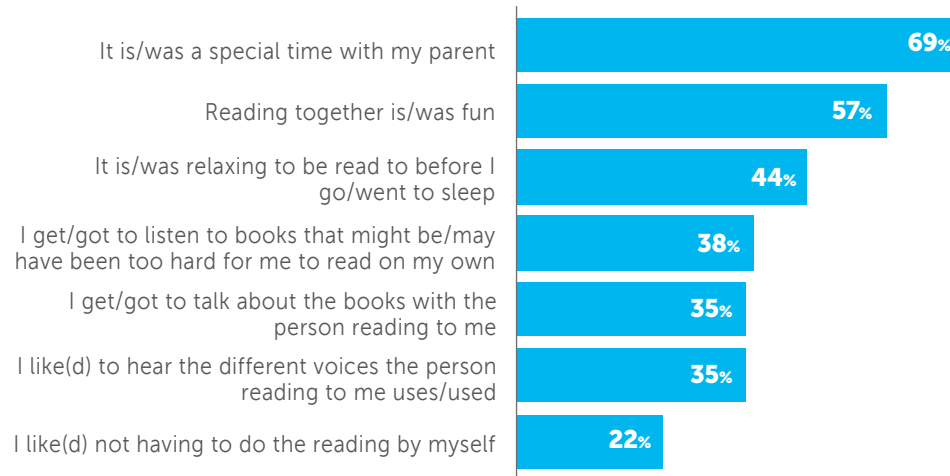 It is/was a special time with my parent
69%
Reading together is/was fun
57%
It is/was relaxing to be read to before I
go/went to sleep
44%
I get/got to listen to books that might be/may
have been too hard for me to read on my own
38%
I get/got to talk about the books with the
person reading to me
35%
I like(d) to hear the different voices the person
reading to me uses/used
35%
I like(d) not having to do the reading by myself
22%